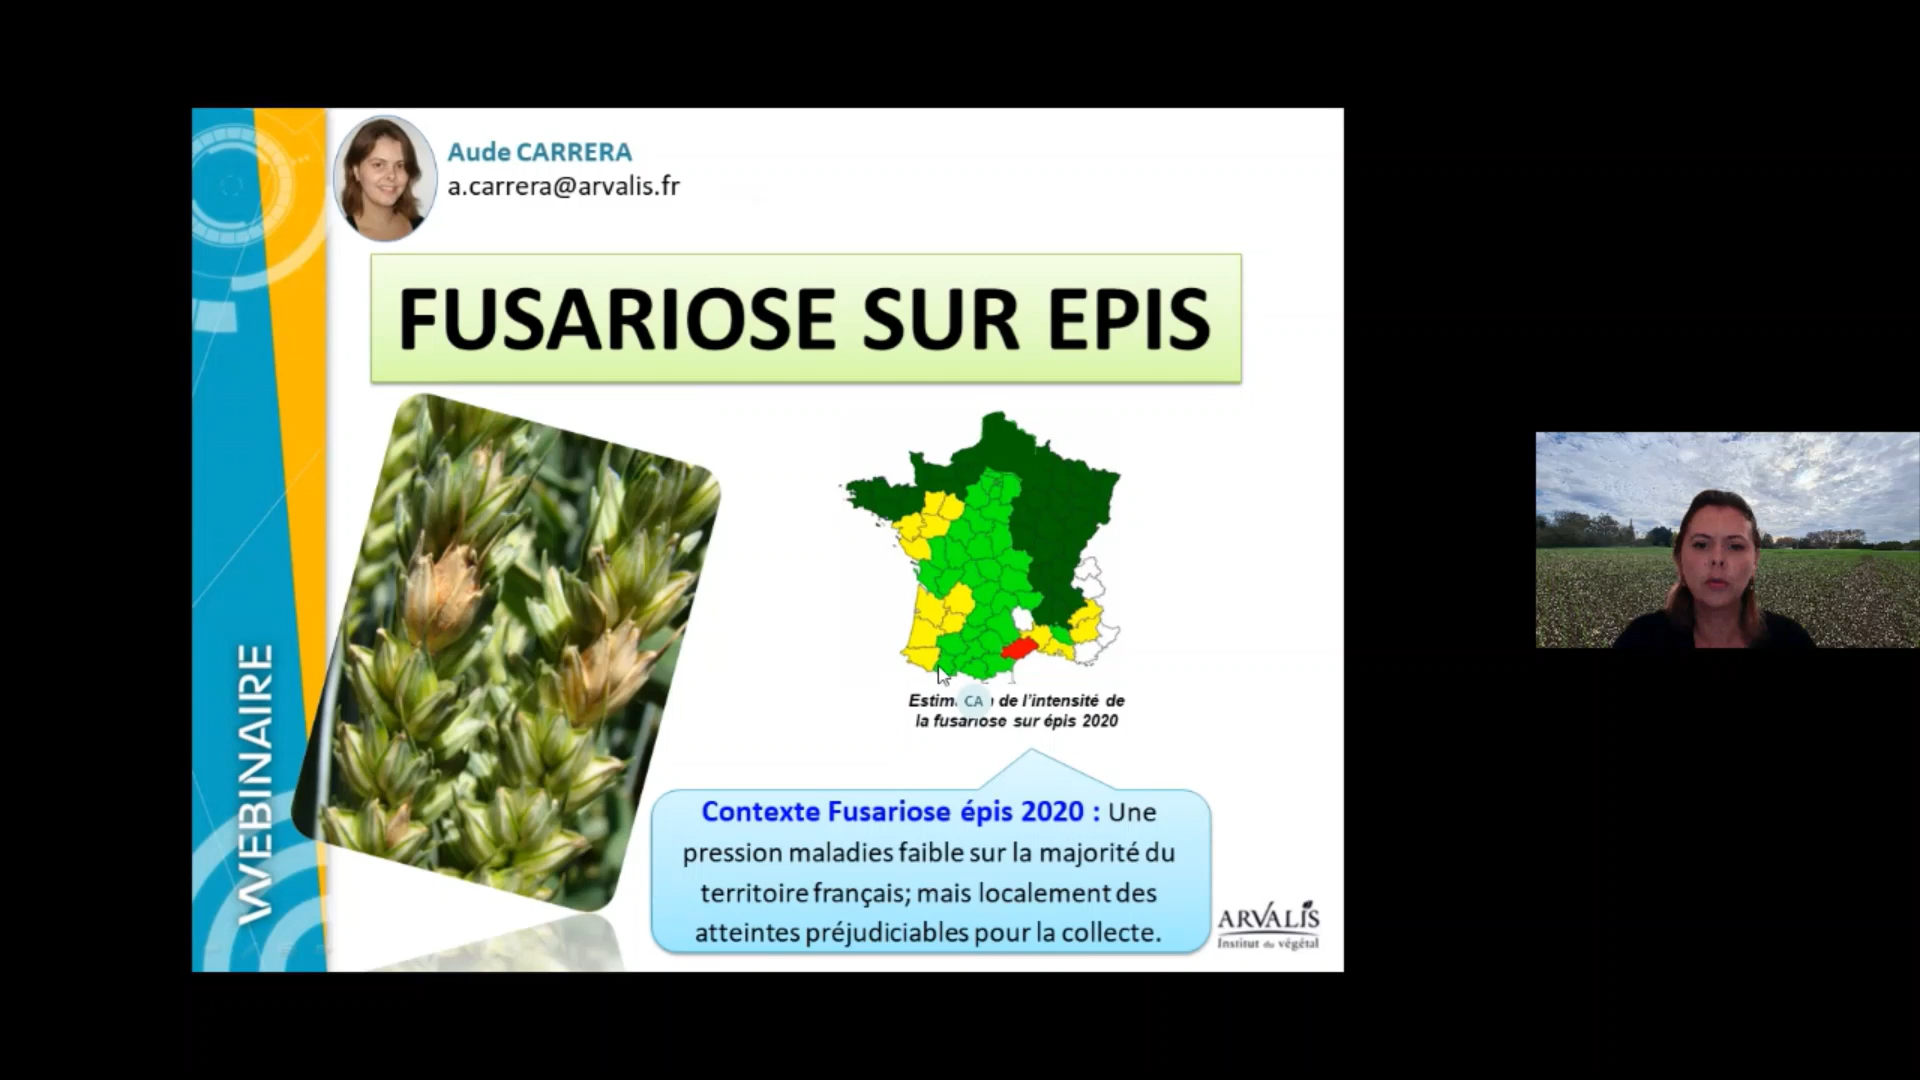 Aude CARRERA
a.carrera@arvalis.fr
FUSARIOSE SUR EPIS
WEBINAIRE
CA de l'intensité de
la fusariose sur épis 2020
Contexte Fusariose épis 2020 : Une
pression maladies faible sur la majorité du
territoire français; mais localement des
atteintes préjudiciables pour la collecte.
ARVALIS
Institut du végétal